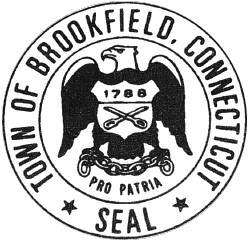 TOWN OF BROOKFIELD, CONNECTICUT
1788
PRO PATRIA
SEAL